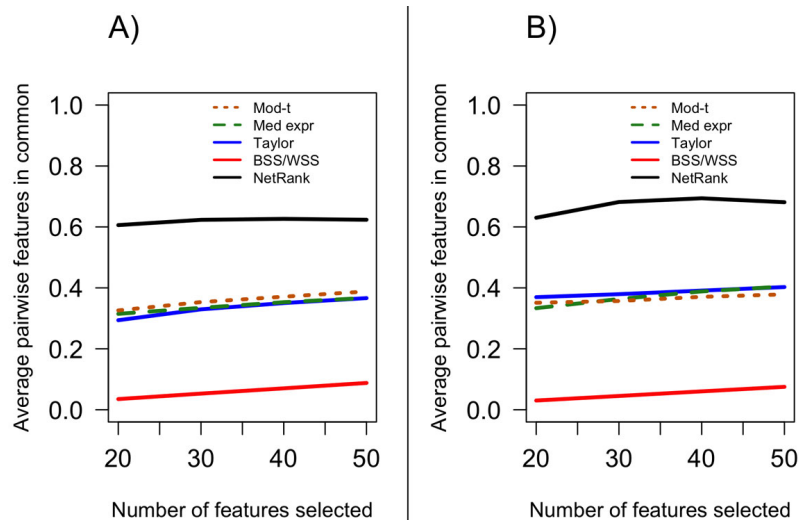 A)
Average pairwise features in common
1.0
0.8
0.6
0.4
0.2
0.0
Mod-t
Med expr
Taylor
BSS/WSS
NetRank
20
30
40
50
Number of features selected
B)
Average pairwise features in common
1.0
0.8
0.6
0.4
0.2
0.0
Mod-t
Med expr
Taylor
BSS/WSS
NetRank
20
30
40
50
Number of features selected